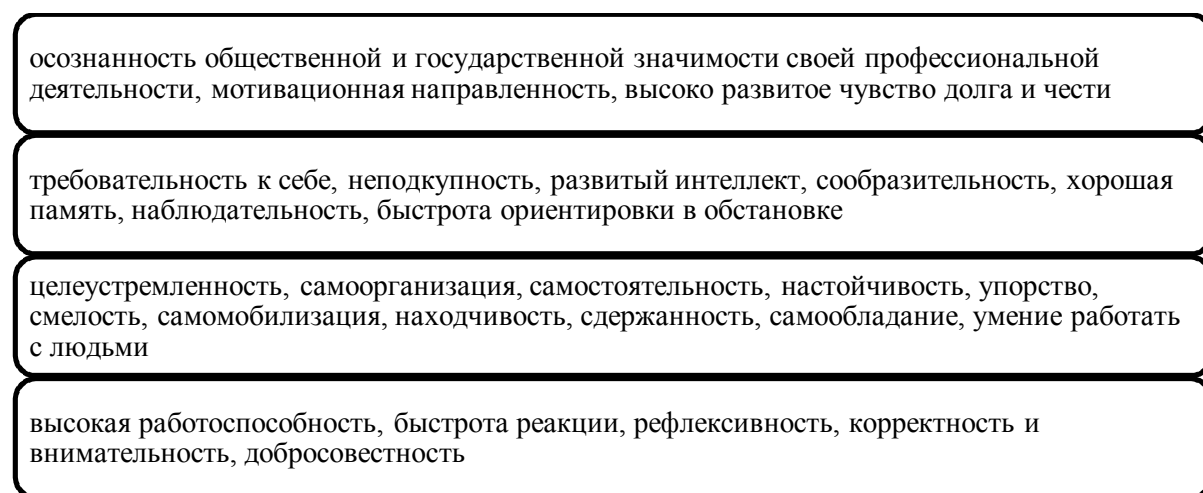 осознанность общественной и государственной значимости своей профессиональной
деятельности, мотивационная направленность, высоко развитое чувство долга и чести
требовательность к себе, неподкупность, развитый интеллект, сообразительность, хорошая
память, наблюдательность, быстрота ориентировки в обстановке
целеустремленность, самоорганизация, самостоятельность, настойчивость, упорство,
смелость, самомобилизация, находчивость, сдержанность, самообладание, умение работать
с людьми
высокая работоспособность, быстрота реакции, рефлексивность, корректность и
внимательность, добросовестность